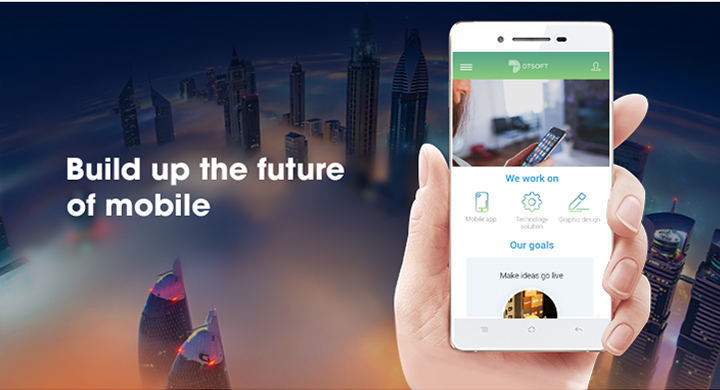 Build up the future
of mobile
DTSOFT
We work on
Mobile app
Technology
solution
Graphic design
Our goals
Make ideas go live